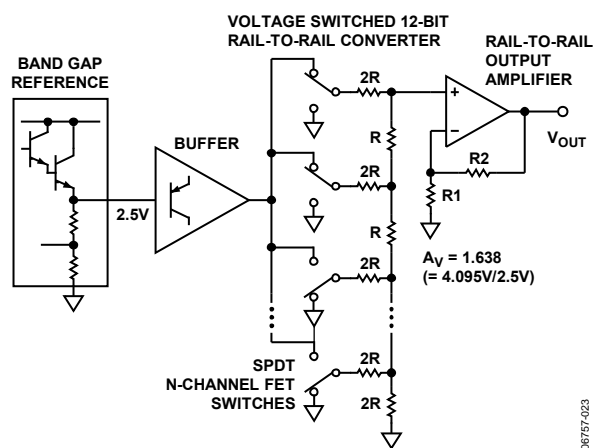 VOLTAGE SWITCHED 12-BIT
RAIL-TO-RAIL CONVERTER
RAIL-TO-RAIL
OUTPUT
AMPLIFIER
BAND GAP
REFERENCE
BUFFER
2.5V
2R
R
2R
R
2R
2R
2R
SPDT
N-CHANNEL FET
SWITCHES
+
–
VOUT
R2
R1
AV = 1.638
(= 4.095V/2.5V)
06757-023